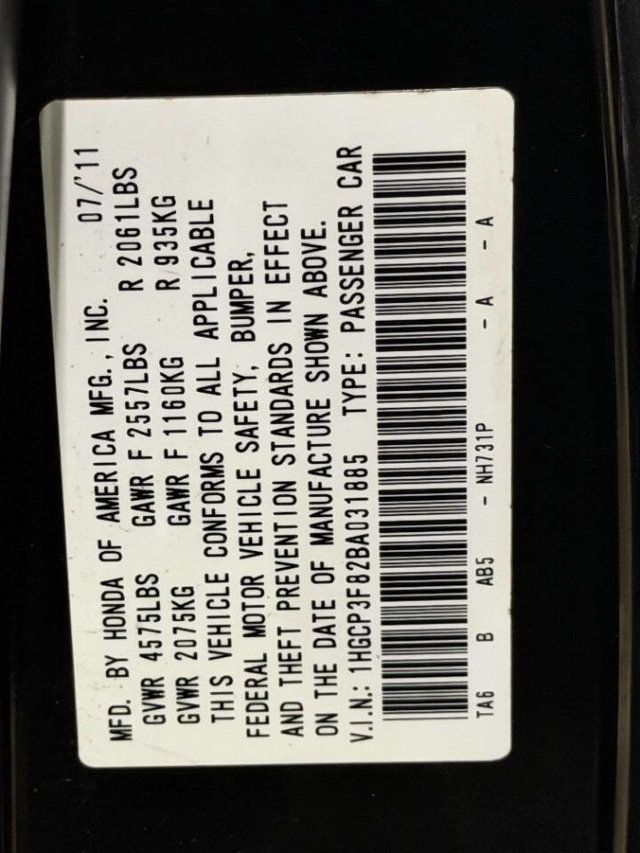 MFD. BY HONDA OF AMERICA MFG., INC. 07/'11
GVWR 4575LBS GAWR F 2557LBS R 2061LBS
GVWR 2075KG GAWR F 1160KG R 935KG
THIS VEHICLE CONFORMS TO ALL APPLICABLE
FEDERAL MOTOR VEHICLE SAFETY, BUMPER,
AND THEFT PREVENTION STANDARDS IN EFFECT
ON THE DATE OF MANUFACTURE SHOWN ABOVE.
V.I.N.: 1HGCP3F82BA031885 TYPE: PASSENGER CAR
TA6 B AB5 - NH731P - A - A